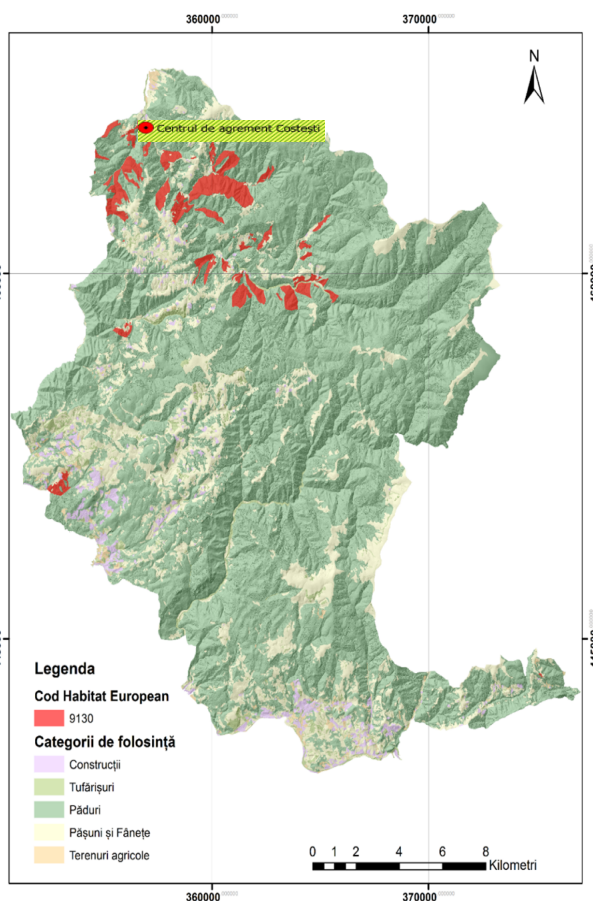 360000 370000
N
Centrul de agrement Costești
Legenda
Cod Habitat European
9130
Categorii de folosință
Construcții
Tufărișuri
Păduri
Pășuni și Fânețe
Terenuri agricole
0 1 2 4 6 8
Kilometri
360000 370000